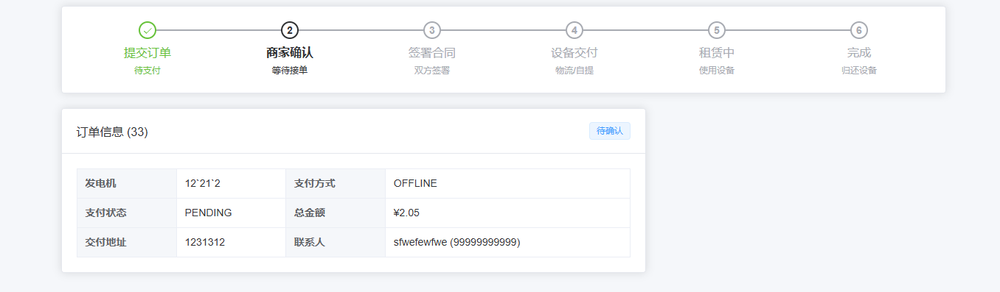 2 3 4 5 6
提交订单 商家确认 签署合同 设备交付 租赁中 完成
待支付 等待接单 双方签署 物流/自提 使用设备 归还设备
订单信息 (33) 待确认
发电机 12`21`2 支付方式 OFFLINE
支付状态 PENDING 总金额 ¥2.05
交付地址 1231312 联系人 sfwefewfwe (99999999999)